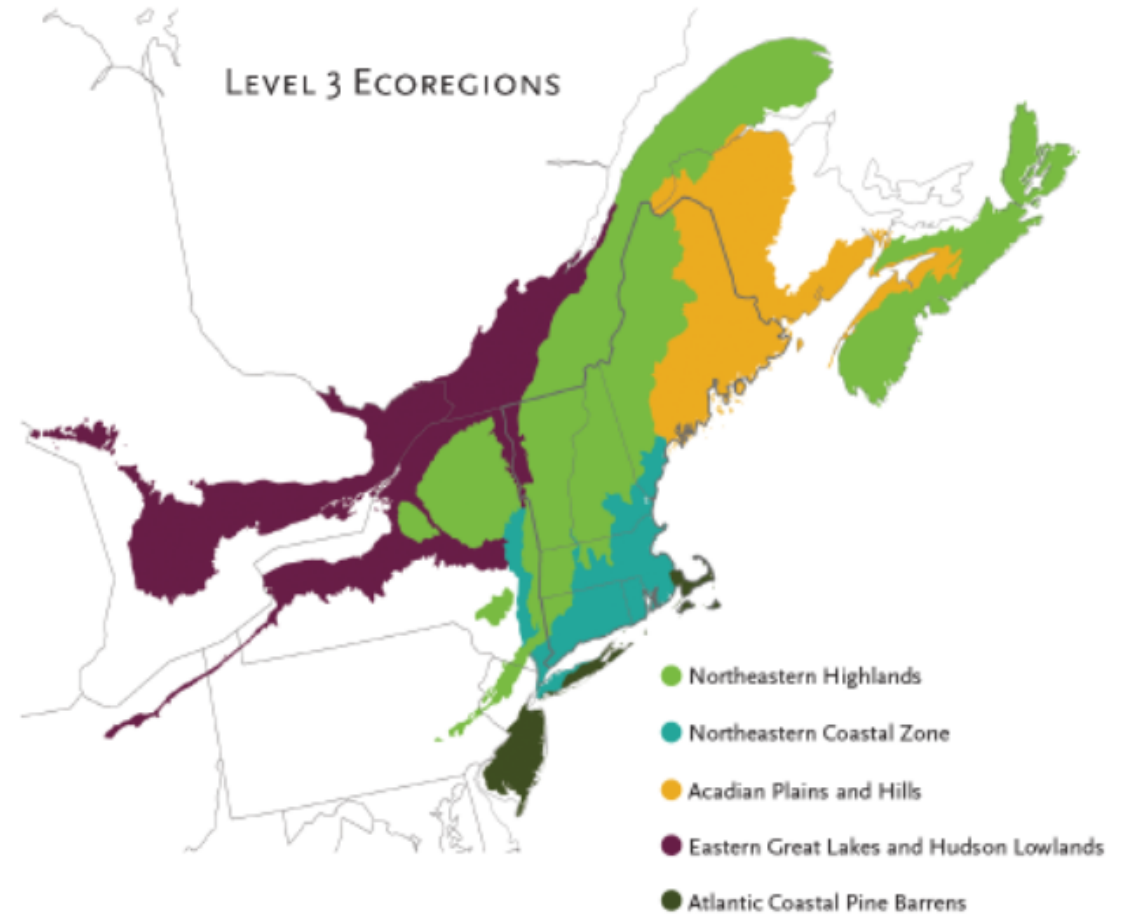 Level 3 Ecoregions
Northeastern Highlands
Northeastern Coastal Zone
Acadian Plains and Hills
Eastern Great Lakes and Hudson Lowlands
Atlantic Coastal Pine Barrens